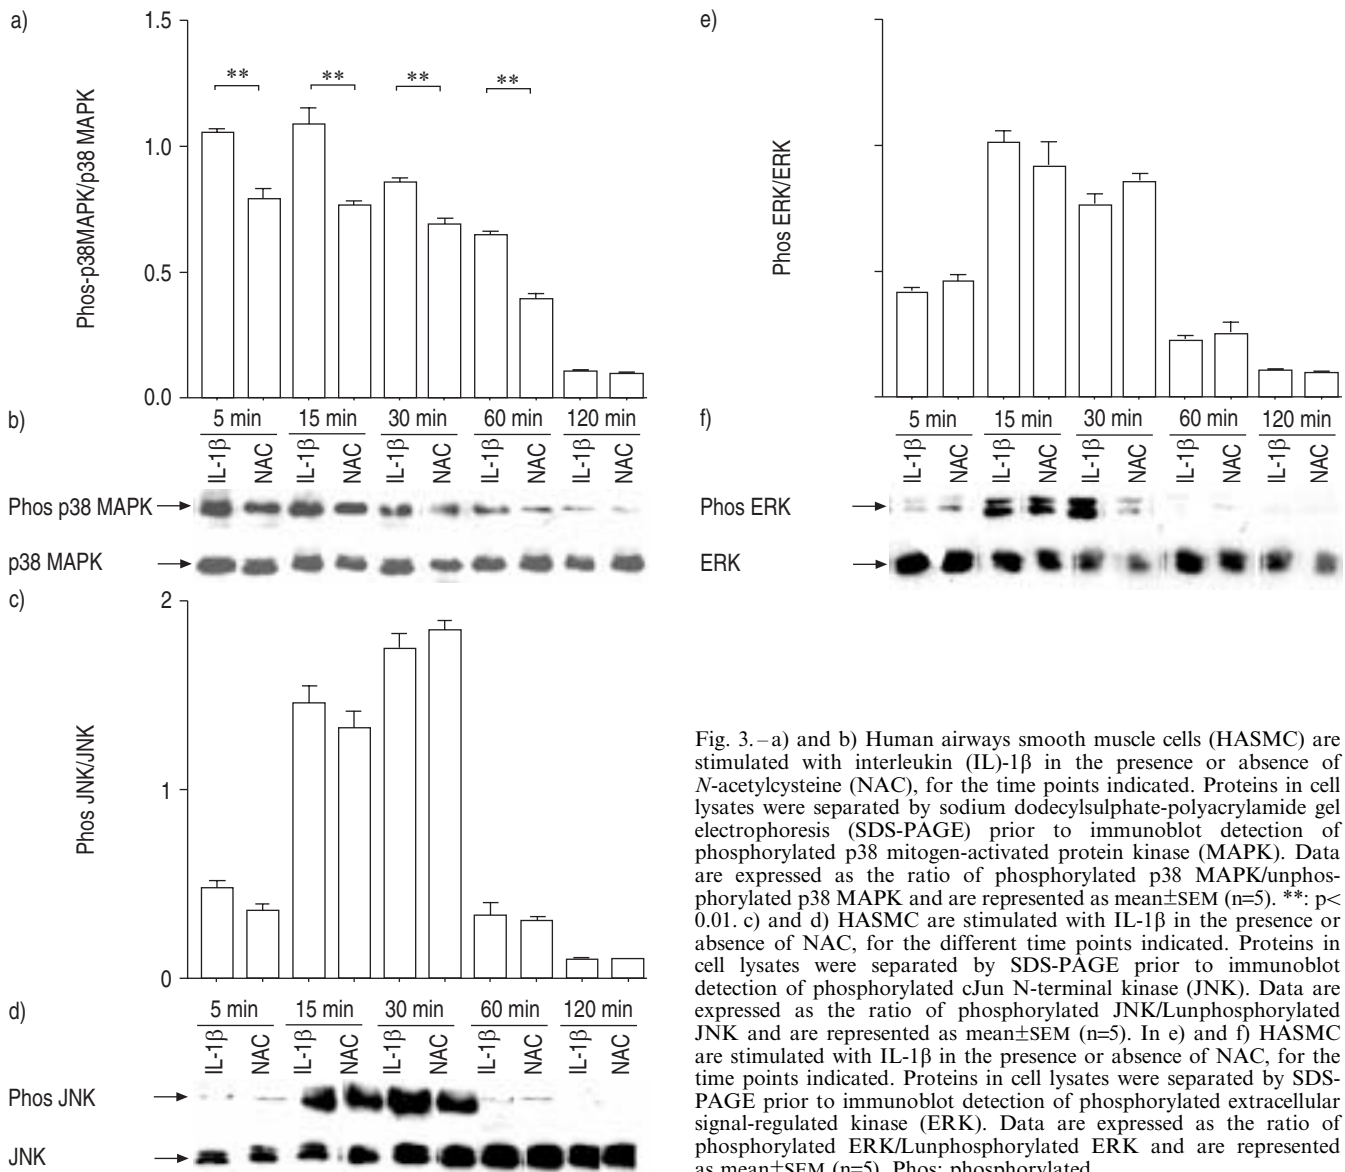 a)
1.5
1.0
0.5
0.0
Phos-p38MAPK/p38 MAPK
** ** ** **
5 min 15 min 30 min 60 min 120 min
b)
IL-1β NAC IL-1β NAC IL-1β NAC IL-1β NAC IL-1β NAC
Phos p38 MAPK
p38 MAPK
c)
2
1
0
Phos JNK/JNK
5 min 15 min 30 min 60 min 120 min
d)
IL-1β NAC IL-1β NAC IL-1β NAC IL-1β NAC IL-1β NAC
Phos JNK
JNK
e)
Phos ERK/ERK
5 min 15 min 30 min 60 min 120 min
f)
IL-1β NAC IL-1β NAC IL-1β NAC IL-1β NAC IL-1β NAC
Phos ERK
ERK
Fig. 3. – a) and b) Human airways smooth muscle cells (HASMC) are
stimulated with interleukin (IL)-1β in the presence or absence of
N-acetylcysteine (NAC), for the time points indicated. Proteins in cell
lysates were separated by sodium dodecylsulphate-polyacrylamide gel
electrophoresis (SDS-PAGE) prior to immunoblot detection of
phosphorylated p38 mitogen-activated protein kinase (MAPK). Data
are expressed as the ratio of phosphorylated p38 MAPK/unphos-
phorylated p38 MAPK and are represented as mean±SEM (n=5). **: p<
0.01. c) and d) HASMC are stimulated with IL-1β in the presence or
absence of NAC, for the different time points indicated. Proteins in
cell lysates were separated by SDS-PAGE prior to immunoblot
detection of phosphorylated cJun N-terminal kinase (JNK). Data are
expressed as the ratio of phosphorylated JNK/Lunphosphorylated
JNK and are represented as mean±SEM (n=5). In e) and f) HASMC
are stimulated with IL-1β in the presence or absence of NAC, for the
time points indicated. Proteins in cell lysates were separated by SDS-
PAGE prior to immunoblot detection of phosphorylated extracellular
signal-regulated kinase (ERK). Data are expressed as the ratio of
phosphorylated ERK/Lunphosphorylated ERK and are represented
as mean±SEM (n=5). Phos: phosphorylated.